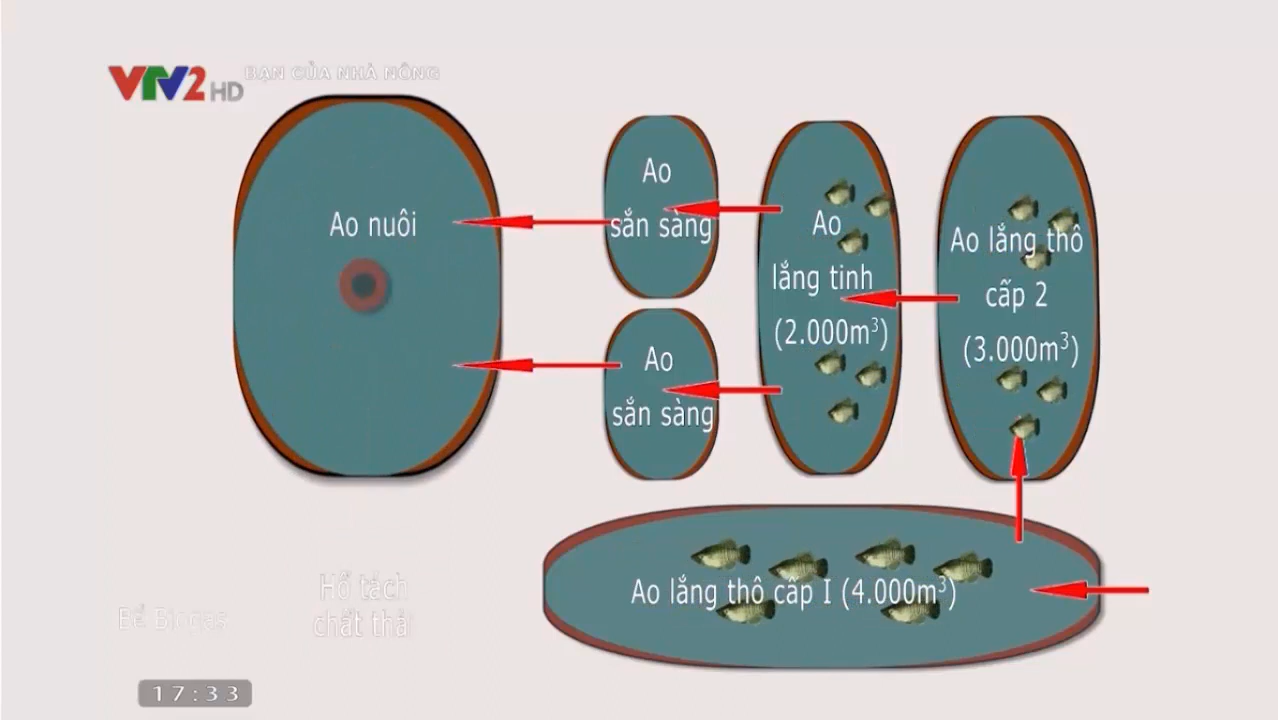 VTV2 HD
BẠN CỦA NHÀ NÔNG
Ao nuôi
Ao
sẵn sàng
Ao
sẵn sàng
Ao
lắng tinh
(2.000m³)
Ao lắng thô
cấp 2
(3.000m³)
Ao lắng thô cấp I (4.000m³)
Hố tách
chất thải
Bể Biogas
17:33